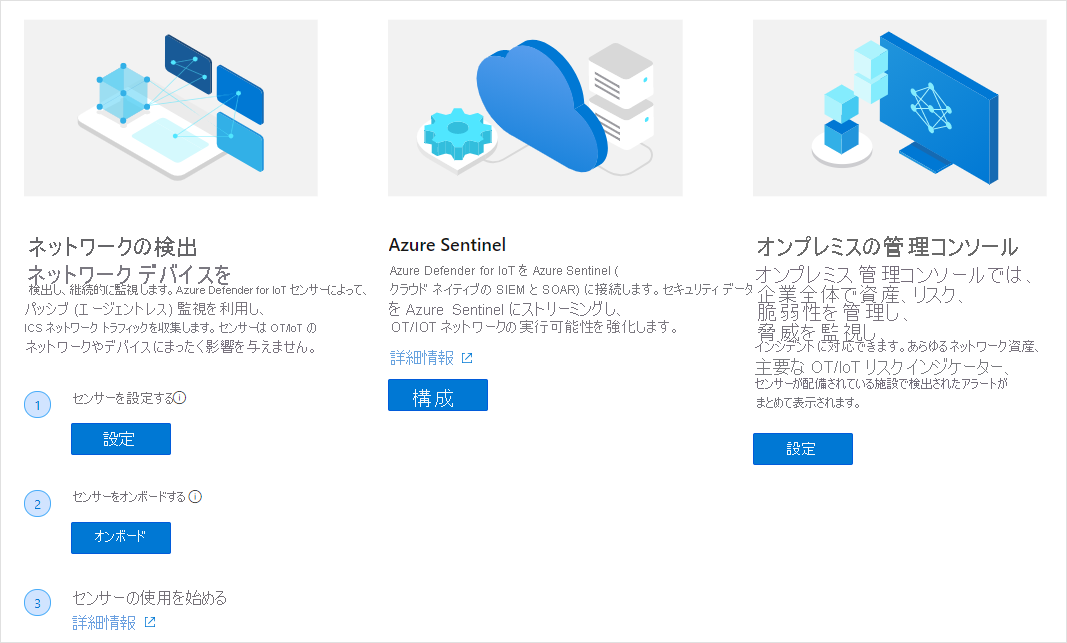 ネットワークの検出
ネットワーク デバイスを
検出し、継続的に監視します。Azure Defender for IoT センサーによって、
パッシブ (エージェントレス) 監視を利用し、
ICS ネットワーク トラフィックを収集します。センサーは OT/IoT の
ネットワークやデバイスにまったく影響を与えません。
1
センサーを設定する
設定
2
センサーをオンボードする
オンボード
3
センサーの使用を始める
詳細情報
Azure Sentinel
Azure Defender for IoT を Azure Sentinel (
クラウド ネイティブの SIEM と SOAR) に接続します。セキュリティ データ
を Azure Sentinel にストリーミングし、
OT/IOT ネットワークの実行可能性を強化します。
詳細情報
構成
オンプレミスの管理コンソール
オンプレミス管理コンソールでは、
企業全体で資産、リスク、
脆弱性を管理し、
脅威を監視し、
インシデントに対応できます。あらゆるネットワーク資産、
主要な OT/IoT リスクインジケーター、
センサーが配備されている施設で検出されたアラートが
まとめて表示されます。
設定